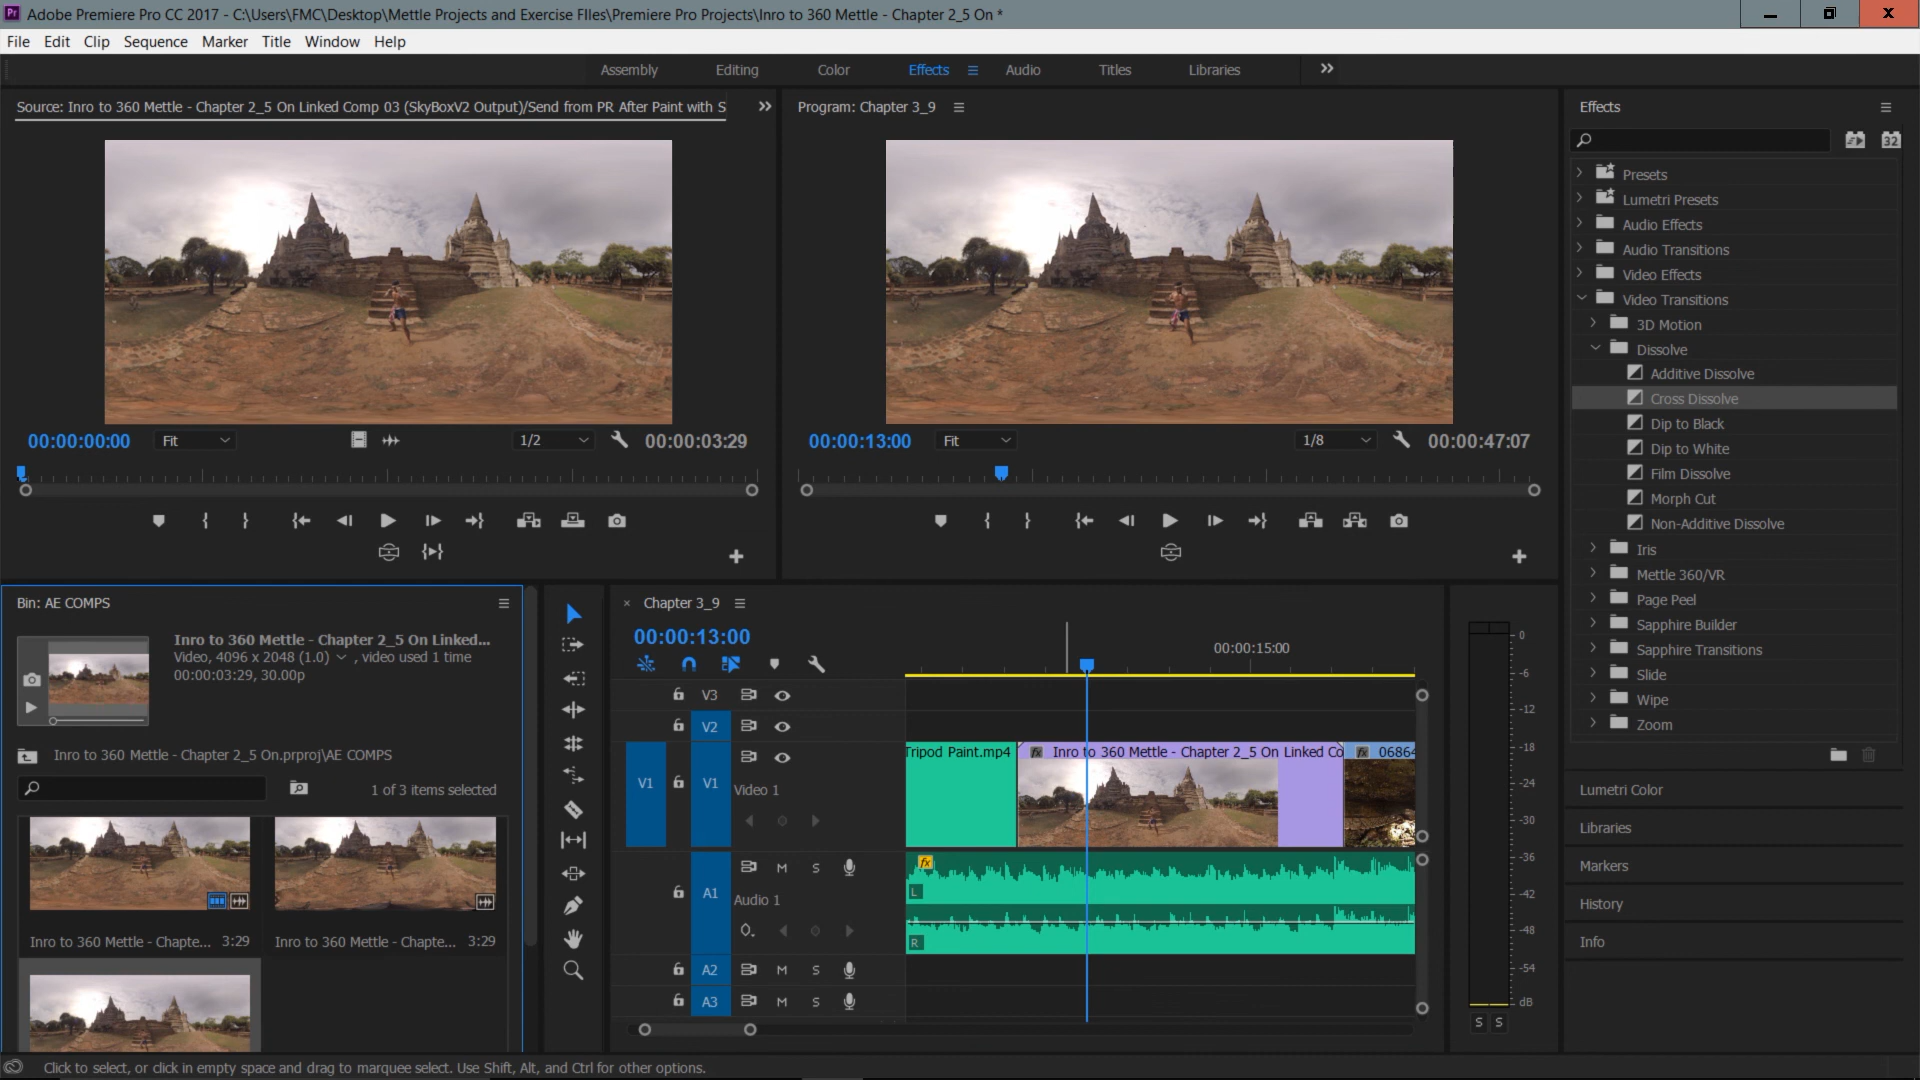 Adobe Premiere Pro CC 2017 - C:\Users\FMC\Desktop\Mettle Projects and Exercise FIles\Premiere Pro Projects\Inro to 360 Mettle - Chapter 2_5 On *
File Edit Clip Sequence Marker Title Window Help
Assembly Editing Color Effects Audio Titles Libraries
Source: Inro to 360 Mettle - Chapter 2_5 On Linked Comp 03 (SkyBoxV2 Output)/Send from PR After Paint with S
00:00:00:00 Fit 1/2 00:00:03:29
Program: Chapter 3_9
00:00:13:00 Fit 1/8 00:00:47:07
Effects
32
Presets
Lumetri Presets
Audio Effects
Audio Transitions
Video Effects
Video Transitions
3D Motion
Dissolve
Additive Dissolve
Cross Dissolve
Dip to Black
Dip to White
Film Dissolve
Morph Cut
Non-Additive Dissolve
Iris
Mettle 360/VR
Page Peel
Sapphire Builder
Sapphire Transitions
Slide
Wipe
Zoom
Lumetri Color
Libraries
Markers
History
Info
Bin: AE COMPS
Inro to 360 Mettle - Chapter 2_5 On Linked...
Video, 4096 x 2048 (1.0) , video used 1 time
00:00:03:29, 30.00p
Inro to 360 Mettle - Chapter 2_5 On.prproj\AE COMPS
1 of 3 items selected
Inro to 360 Mettle - Chapte... 3:29
Inro to 360 Mettle - Chapte... 3:29
× Chapter 3_9
00:00:13:00
00:00:15:00
V3
V2
V1 V1 Video 1
Tripod Paint.mp4
fx Inro to 360 Mettle - Chapter 2_5 On Linked Co
fx 06864
A1 M S
Audio 1
fx
L
R
A2 M S
A3 M S
0
-6
-12
-18
-24
-30
-36
-42
-48
-54
dB
S S
Click to select, or click in empty space and drag to marquee select. Use Shift, Alt, and Ctrl for other options.